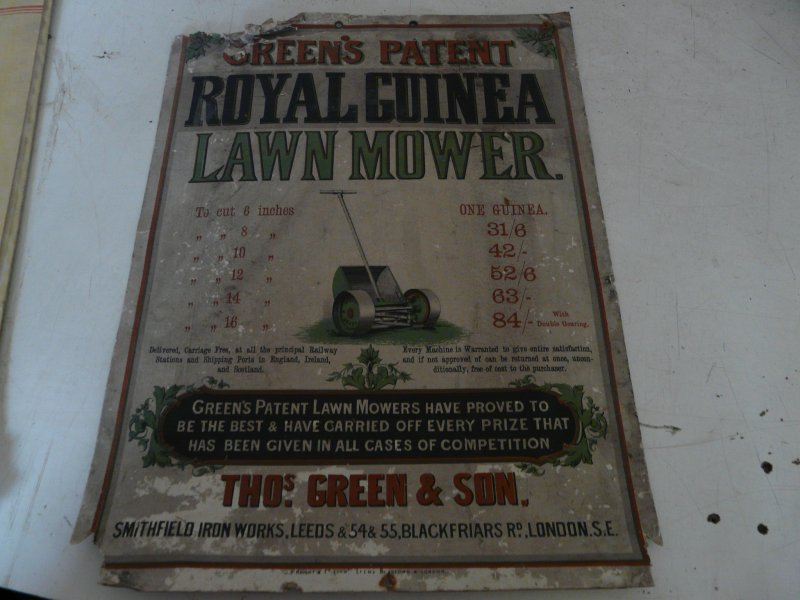 GREEN'S PATENT
ROYAL GUINEA
LAWN MOWER.
To cut 6 inches ONE GUINEA.
„ „ 8 „ 31/6
„ „ 10 „ 42/-
„ „ 12 „ 52/6
„ „ 14 „ 63/-
„ „ 16 „ 84/- With Double Gearing.
Delivered, Carriage Free, at all the principal Railway
Stations and Shipping Ports in England, Ireland,
and Scotland.
Every Machine is Warranted to give entire satisfaction,
and if not approved of can be returned at once, uncon-
ditionally, free of cost to the purchaser.
GREEN'S PATENT LAWN MOWERS HAVE PROVED TO
BE THE BEST & HAVE CARRIED OFF EVERY PRIZE THAT
HAS BEEN GIVEN IN ALL CASES OF COMPETITION
THOS. GREEN & SON.
SMITHFIELD IRON WORKS, LEEDS & 54 & 55, BLACKFRIARS RD, LONDON. S.E.